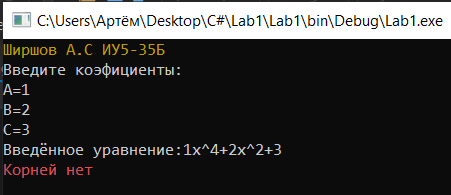 C:\Users\Артём\Desktop\C#\Lab1\Lab1\bin\Debug\Lab1.exe
Ширшов А.С ИУ5-35Б
Введите коэфициенты:
A=1
B=2
C=3
Введённое уравнение:1x^4+2x^2+3
Корней нет